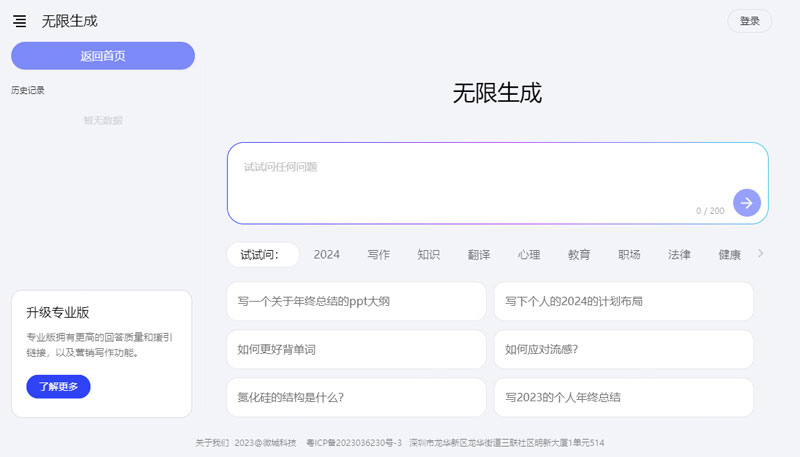 无限生成
登录
返回首页
历史记录
暂无数据
无限生成
试试问任何问题
0 / 200
试试问: 2024 写作 知识 翻译 心理 教育 职场 法律 健康
写一个关于年终总结的ppt大纲
写下个人的2024的计划布局
如何更好背单词
如何应对流感?
氮化硅的结构是什么?
写2023的个人年终总结
升级专业版
专业版拥有更高的回答质量和援引
链接，以及营销写作功能。
了解更多
关于我们 2023@微城科技 粤ICP备2023036230号-3 深圳市龙华新区龙华街道三联社区明新大厦1单元514